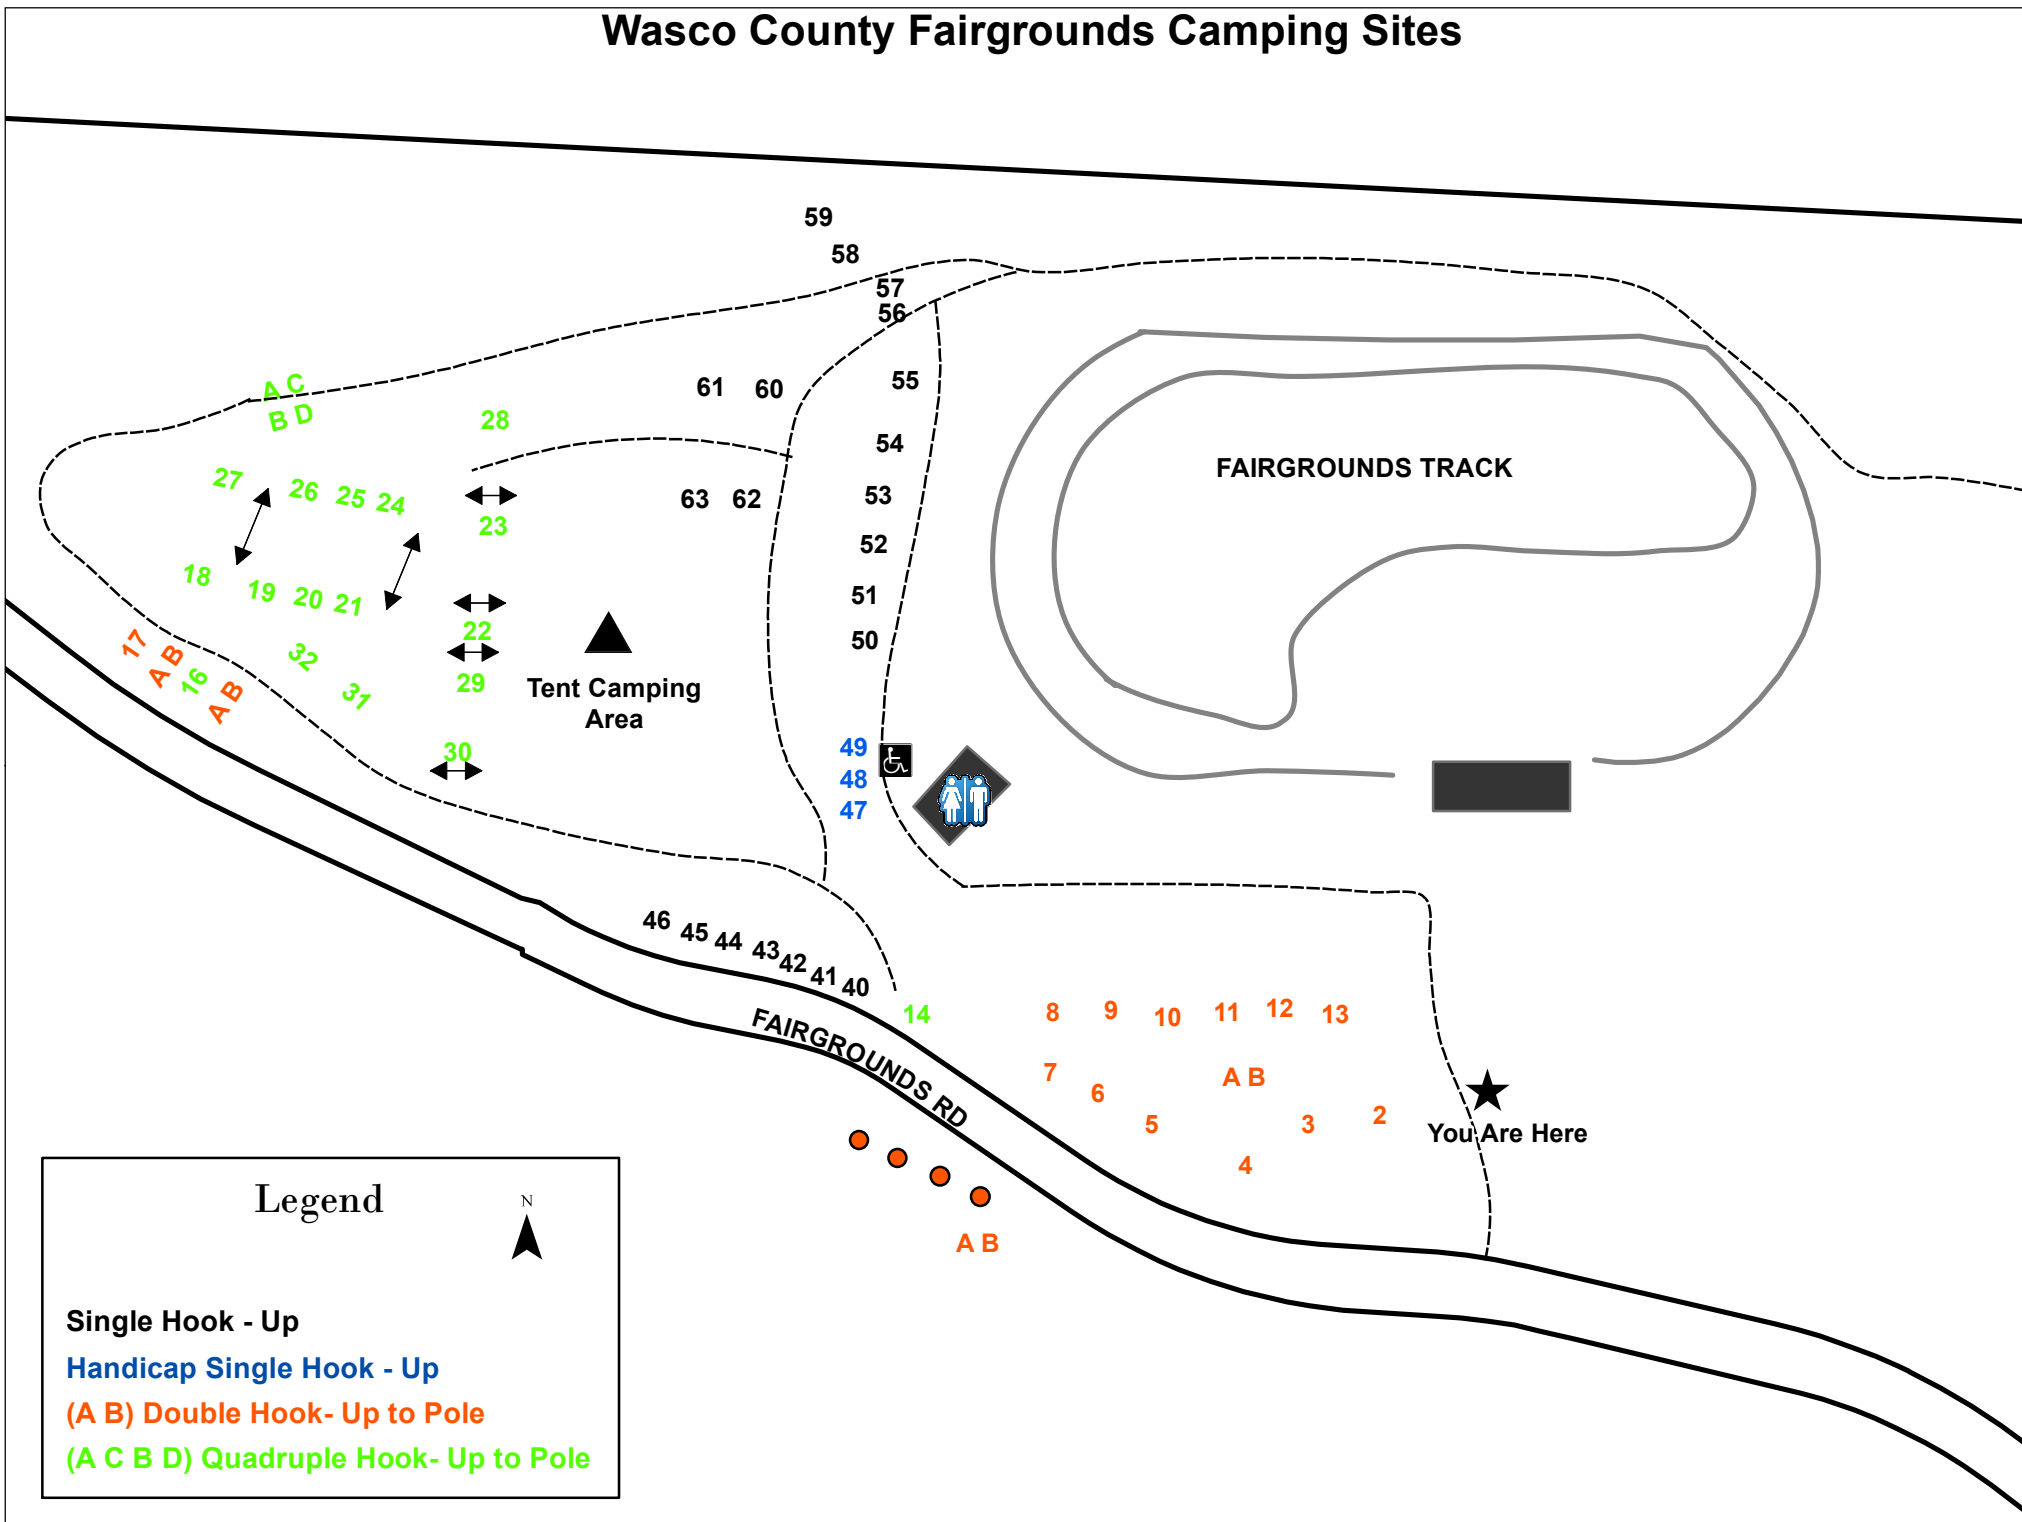 Wasco County Fairgrounds Camping Sites
59
58
57
56
55
61 60
A C
B D
28
54
FAIRGROUNDS TRACK
27 26 25 24
63 62
53
23
52
18 19 20 21
51
22
50
17
A B
16
A B
32
31
29
Tent Camping
Area
30
49
48
47
46 45 44 43 42 41 40
14
8 9 10 11 12 13
FAIRGROUNDS RD
7
6
A B
5
3
2
You Are Here
4
A B
Legend
N
Single Hook - Up
Handicap Single Hook - Up
(A B) Double Hook- Up to Pole
(A C B D) Quadruple Hook- Up to Pole